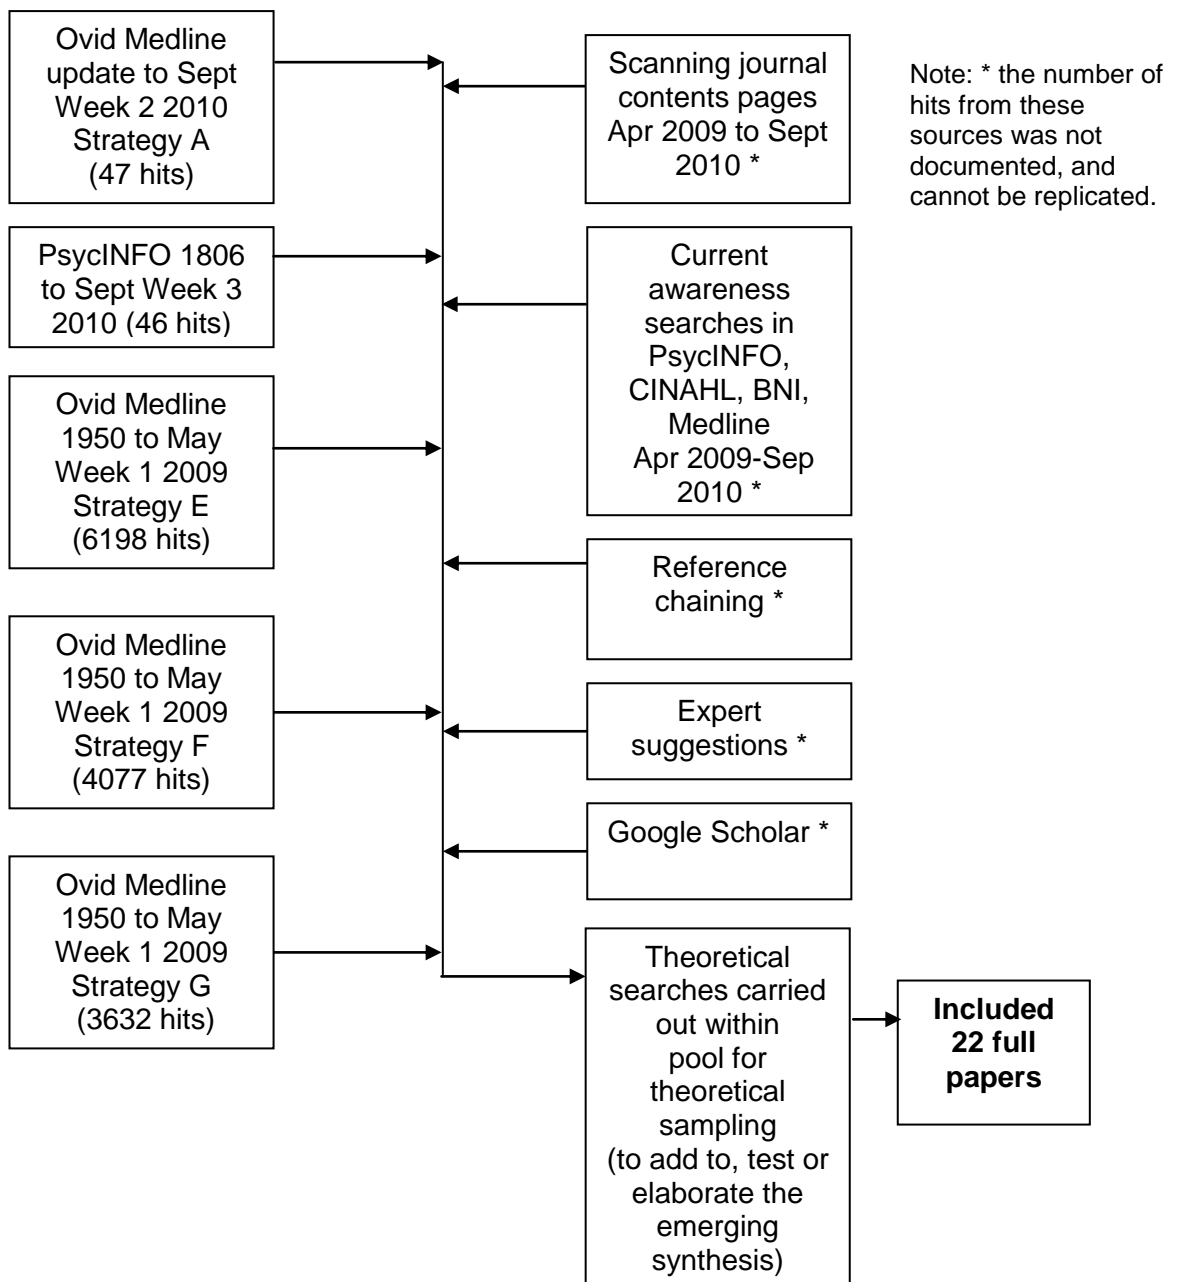 Ovid Medline
update to Sept
Week 2 2010
Strategy A
(47 hits)
PsycINFO 1806
to Sept Week 3
2010 (46 hits)
Ovid Medline
1950 to May
Week 1 2009
Strategy E
(6198 hits)
Ovid Medline
1950 to May
Week 1 2009
Strategy F
(4077 hits)
Ovid Medline
1950 to May
Week 1 2009
Strategy G
(3632 hits)
Scanning journal
contents pages
Apr 2009 to Sept
2010 *
Current
awareness
searches in
PsycINFO,
CINAHL, BNI,
Medline
Apr 2009-Sep
2010 *
Reference
chaining *
Expert
suggestions *
Google Scholar *
Theoretical
searches carried
out within
pool for
theoretical
sampling
(to add to, test or
elaborate the
emerging
synthesis)
Included
22 full
papers
Note: * the number of
hits from these
sources was not
documented, and
cannot be replicated.